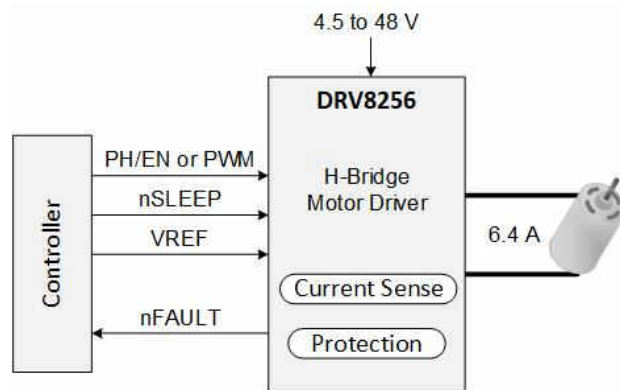 4.5 to 48 V
DRV8256
H-Bridge
Motor Driver
Controller
PH/EN or PWM
nSLEEP
VREF
nFAULT
Current Sense
Protection
6.4 A